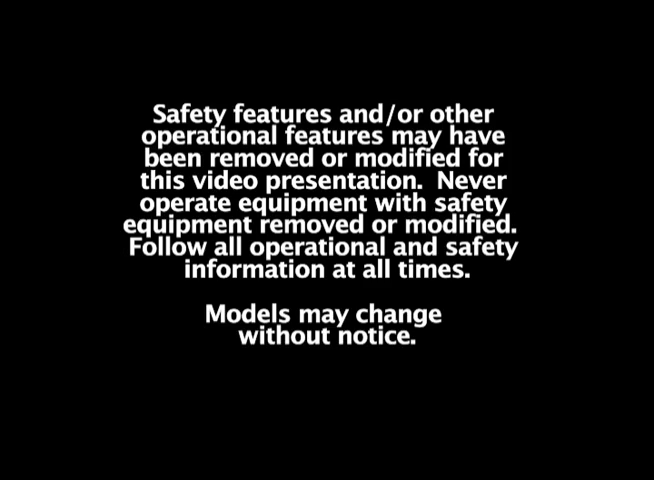 Safety features and/or other
operational features may have
been removed or modified for
this video presentation.  Never
operate equipment with safety
equipment removed or modified.
Follow all operational and safety
information at all times.
Models may change
without notice.